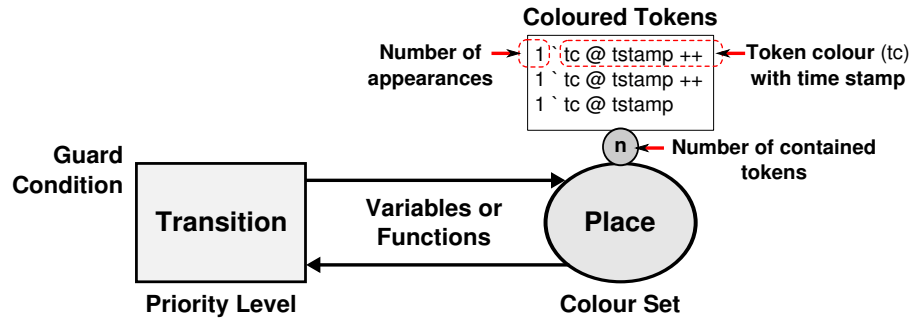 Coloured Tokens
Number of
appearances
1 ` tc @ tstamp ++
1 ` tc @ tstamp ++
1 ` tc @ tstamp
Token colour (tc)
with time stamp
n
Number of contained
tokens
Guard
Condition
Transition
Variables or
Functions
Place
Priority Level
Colour Set